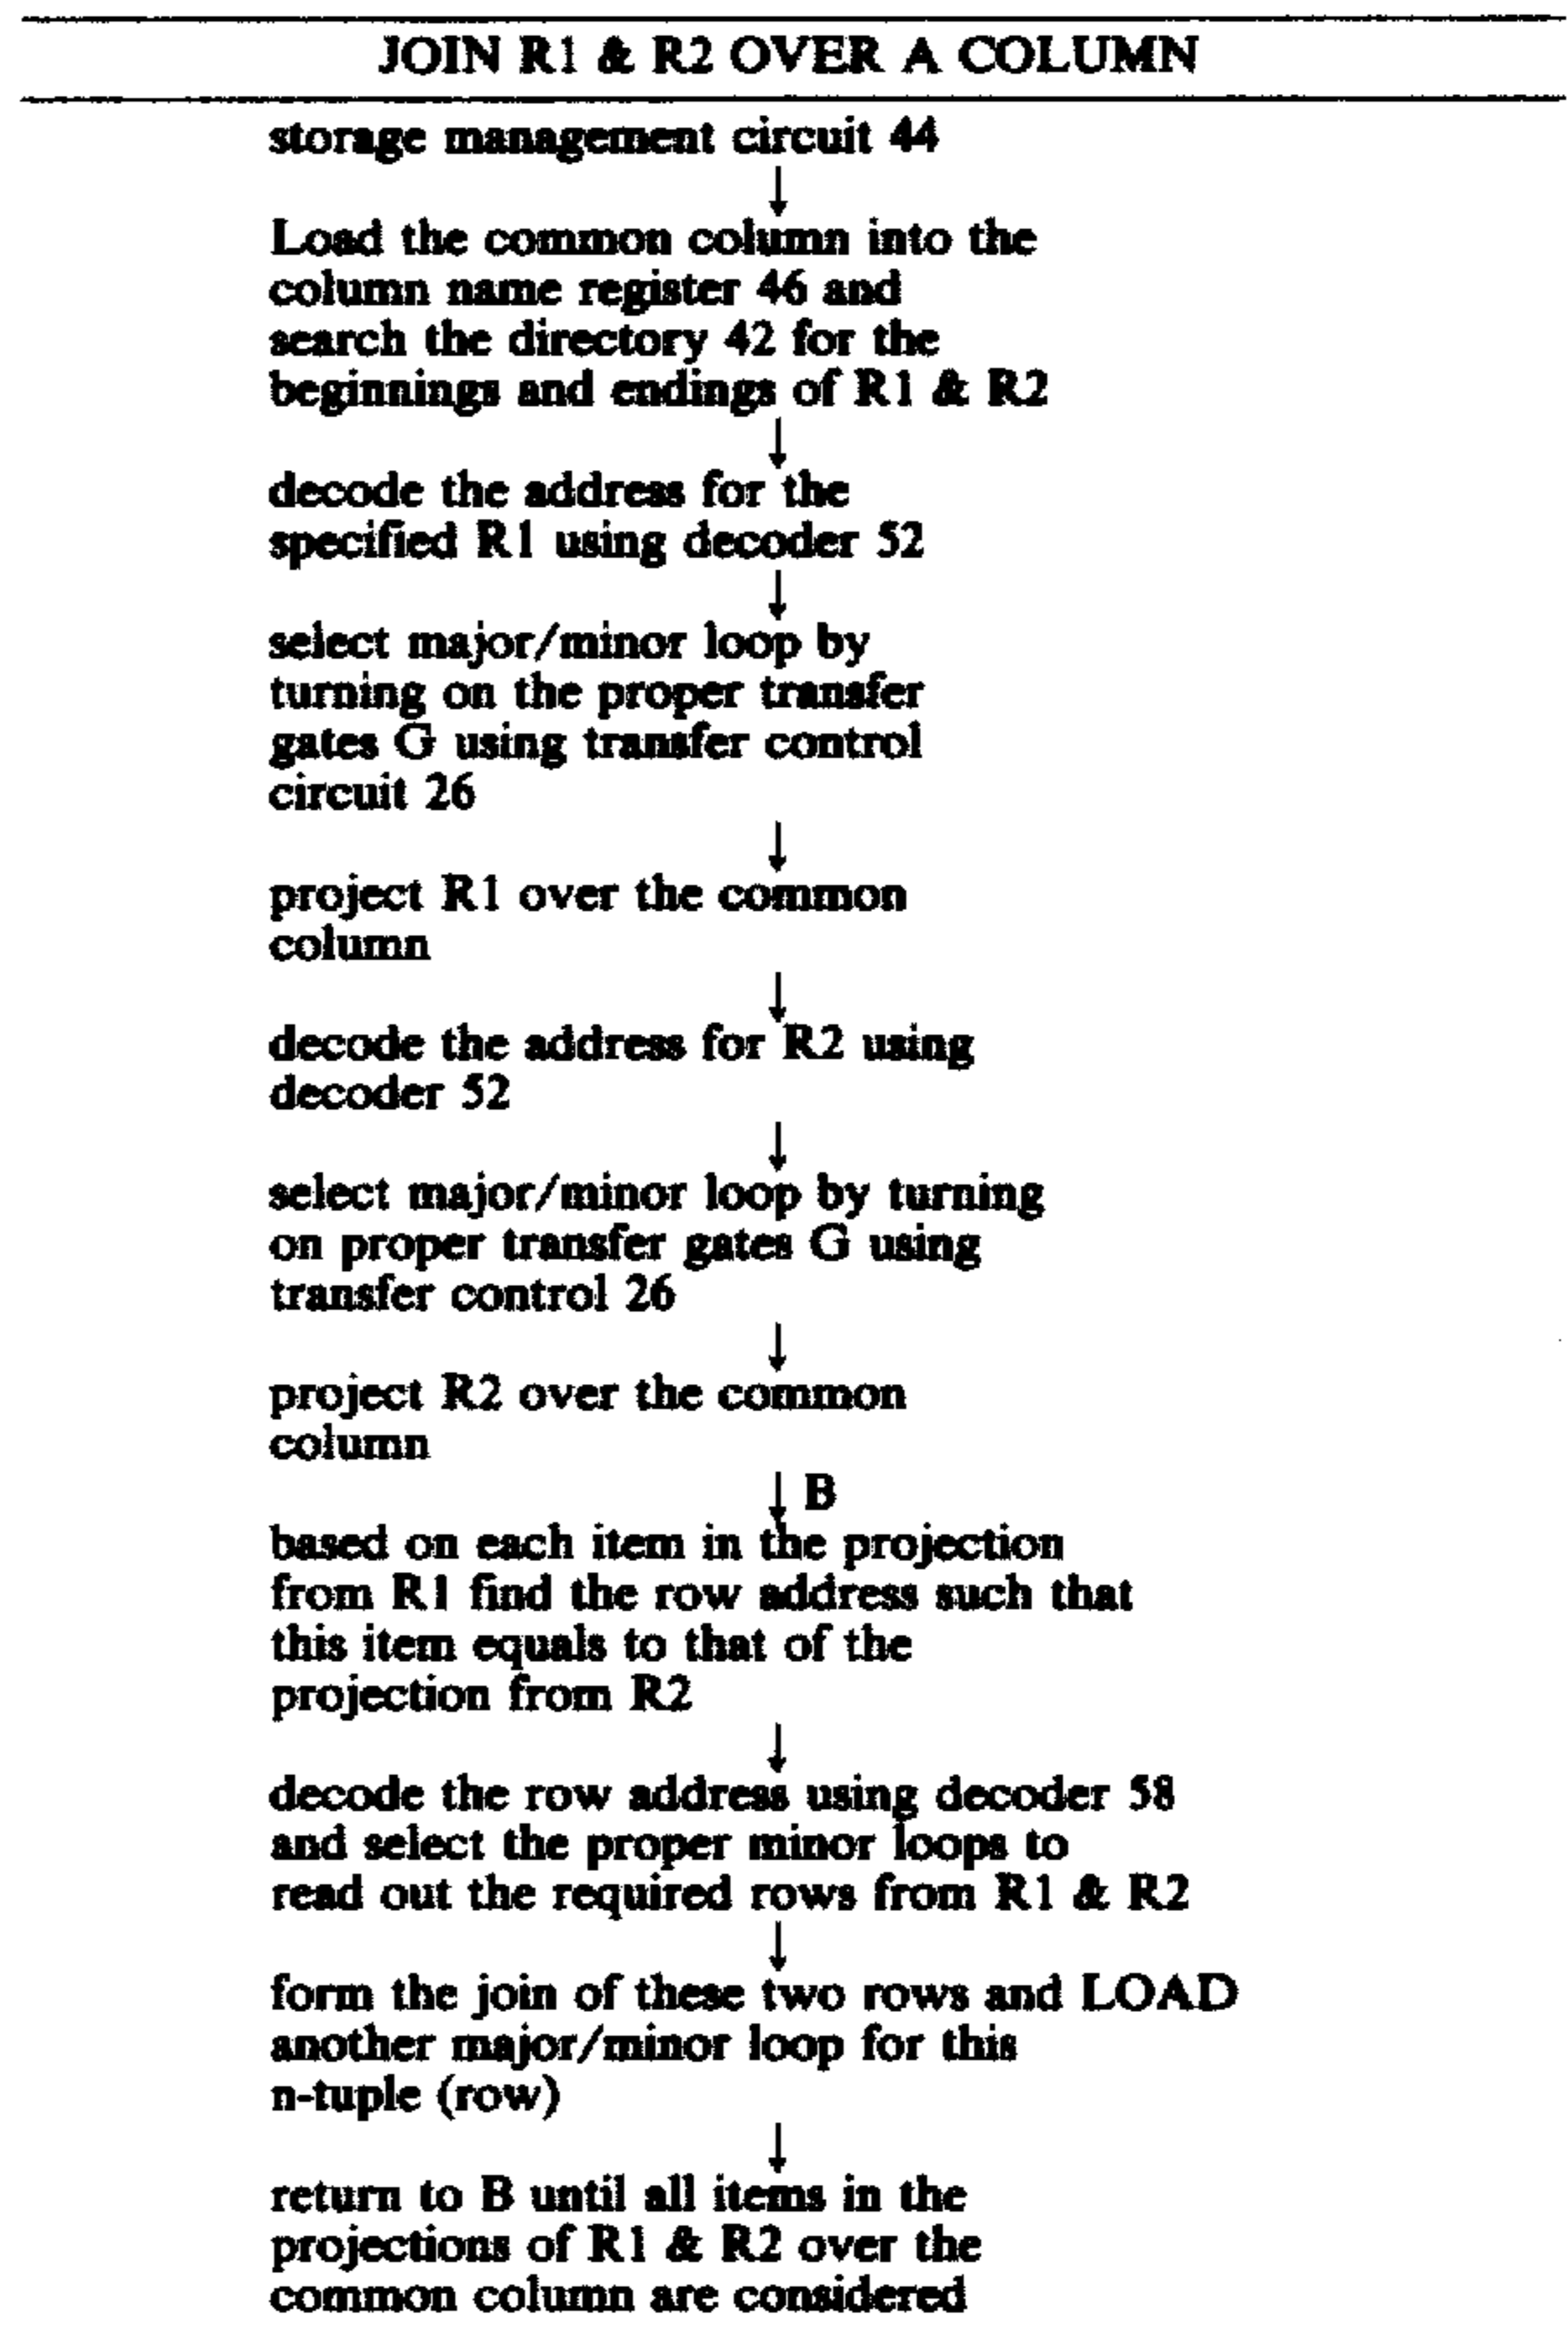 JOIN R1 & R2 OVER A COLUMN
storage management circuit 44
↓
Load the common column into the
column name register 46 and
search the directory 42 for the
beginnings and endings of R1 & R2
↓
decode the address for the
specified R1 using decoder 52
↓
select major/minor loop by
turning on the proper transfer
gates G using transfer control
circuit 26
↓
project R1 over the common
column
↓
decode the address for R2 using
decoder 52
↓
select major/minor loop by turning
on proper transfer gates G using
transfer control 26
↓
project R2 over the common
column
↓ B
based on each item in the projection
from R1 find the row address such that
this item equals to that of the
projection from R2
↓
decode the row address using decoder 58
and select the proper minor loops to
read out the required rows from R1 & R2
↓
form the join of these two rows and LOAD
another major/minor loop for this
n-tuple (row)
↓
return to B until all items in the
projections of R1 & R2 over the
common column are considered